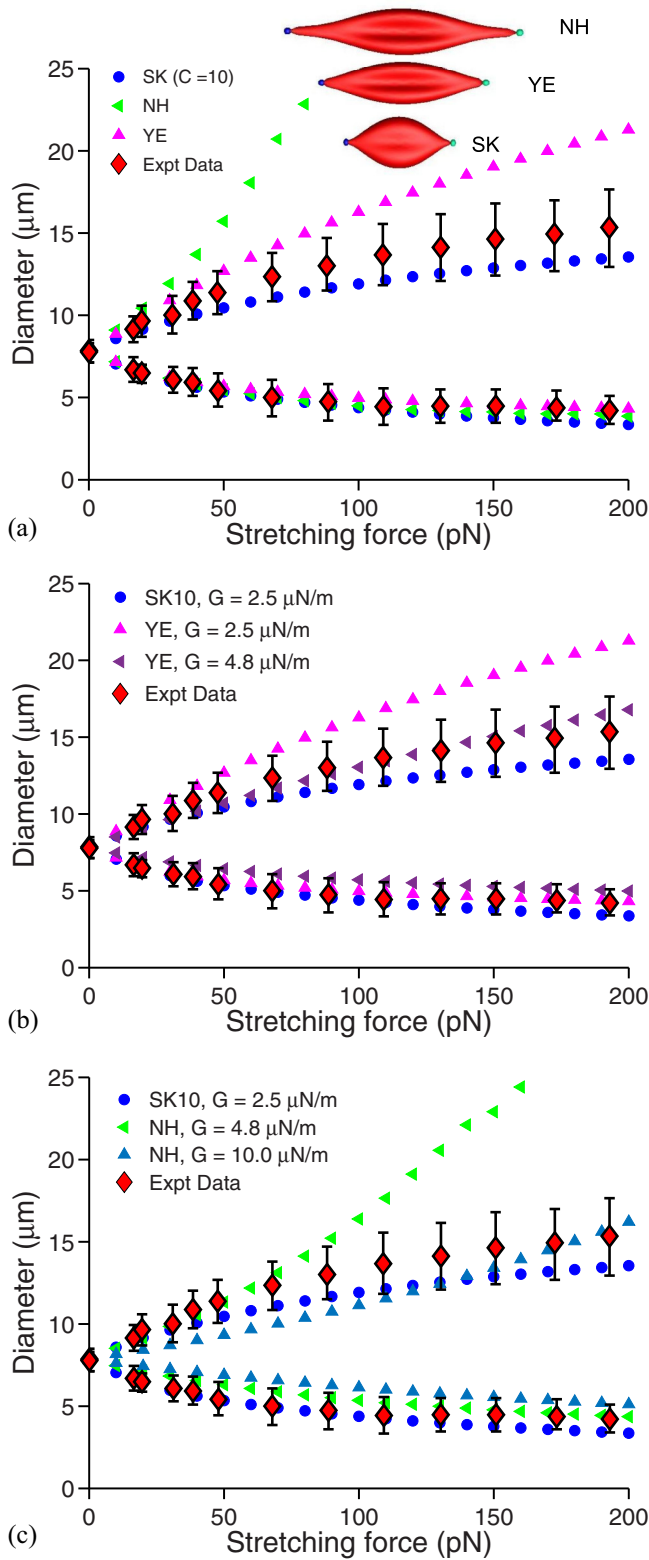 NH
25
SK (C =10)
NH
YE
YE
20
Expt Data
SK
Diameter (μm)
15
10
5
0
0
50
100
150
200
(a)
Stretching force (pN)
25
SK10, G = 2.5 μN/m
YE, G = 2.5 μN/m
YE, G = 4.8 μN/m
20
Expt Data
Diameter (μm)
15
10
5
0
0
50
100
150
200
(b)
Stretching force (pN)
25
SK10, G = 2.5 μN/m
NH, G = 4.8 μN/m
NH, G = 10.0 μN/m
20
Expt Data
Diameter (μm)
15
10
5
0
0
50
100
150
200
(c)
Stretching force (pN)